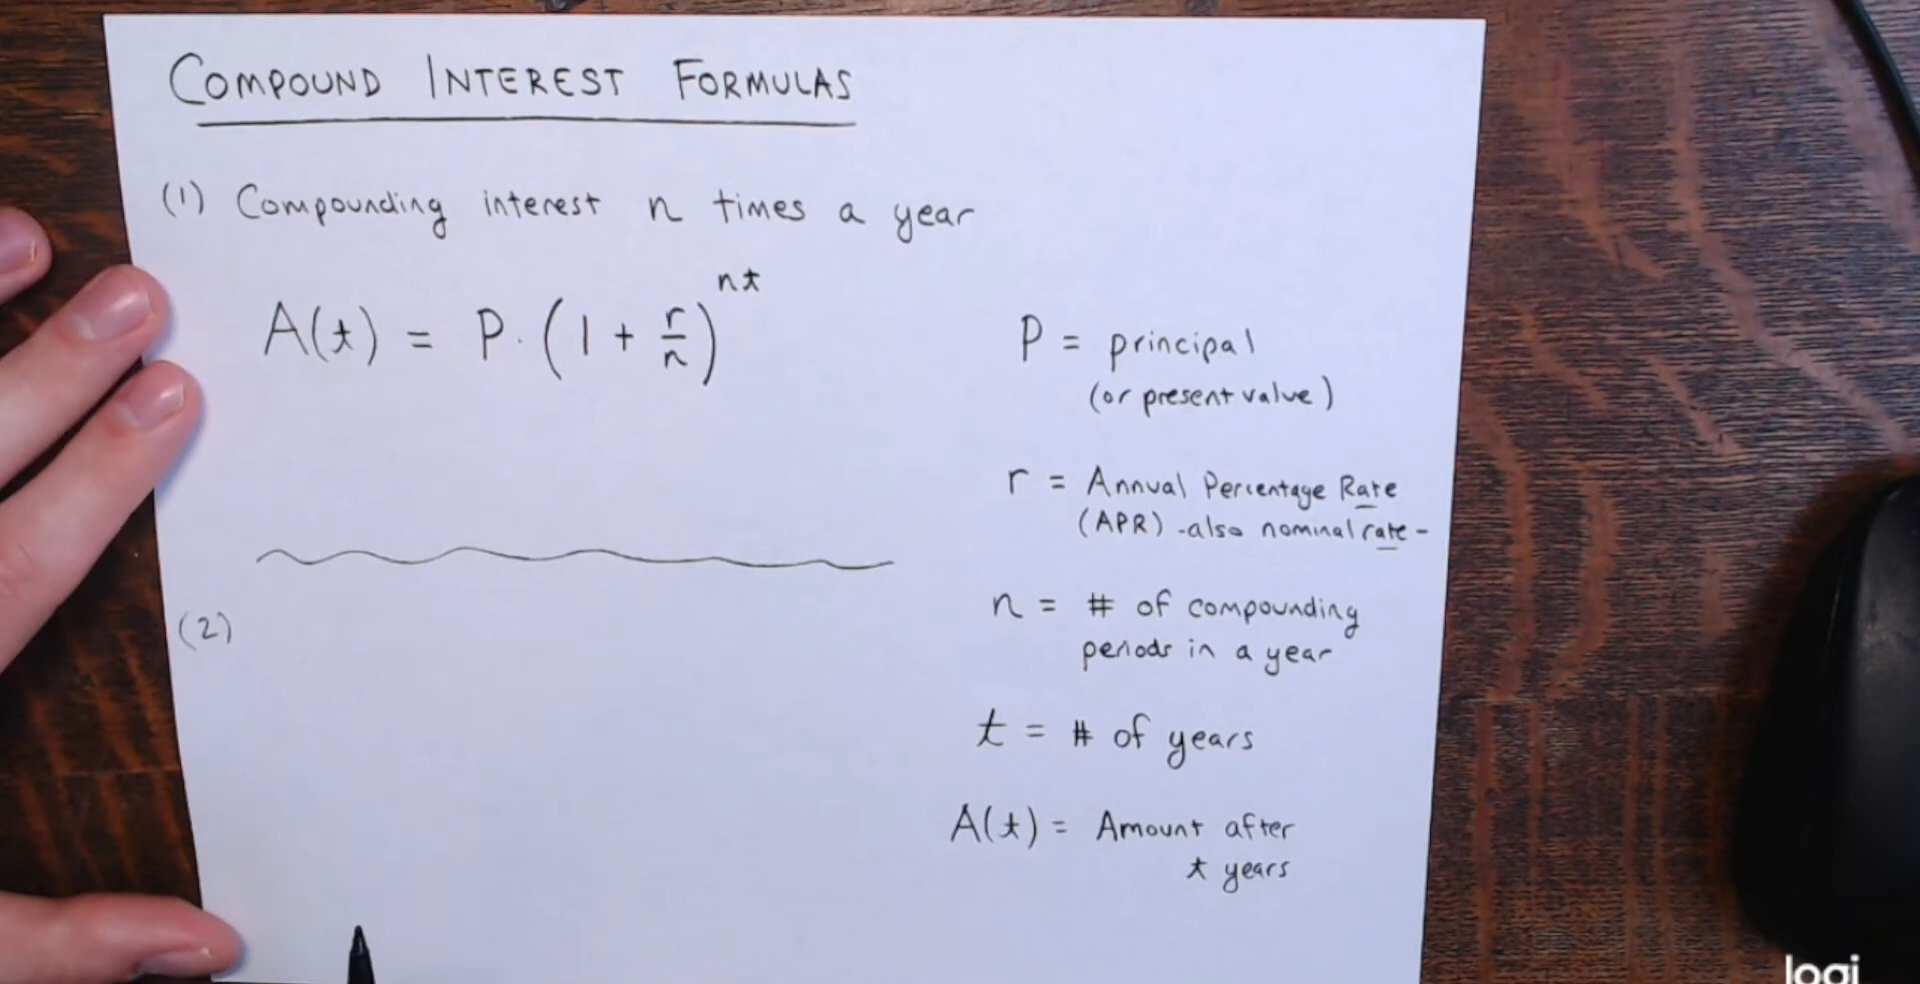 COMPOUND INTEREST FORMULAS
(1) Compounding interest n times a year
A(t) = P · (1 + r/n)^nt
P = principal
(or present value)
r = Annual Percentage Rate
(APR) - also nominal rate -
n = # of compounding
periods in a year
(2)
t = # of years
A(t) = Amount after
t years
logi